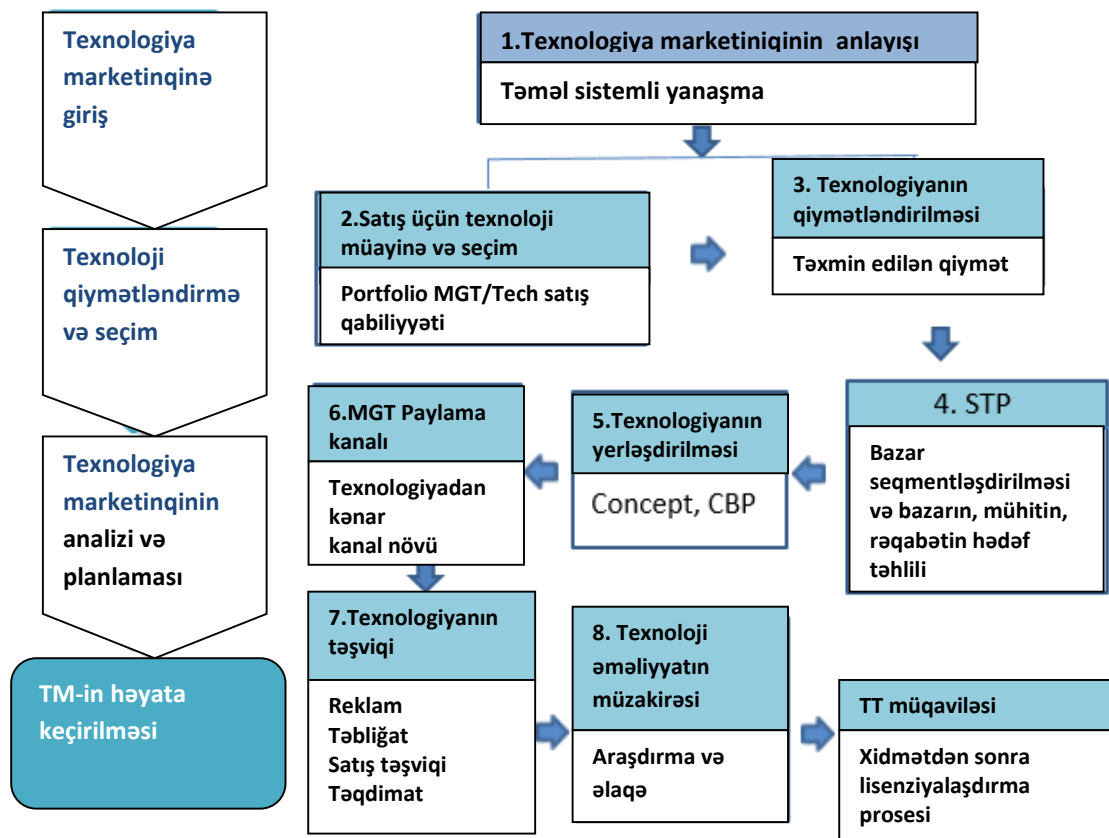 Texnologiya
marketinqinə
giriş
Texnoloji
qiymətləndirmə
və seçim
Texnologiya
marketinqinin
analizi və
planlaması
TM-in həyata
keçirilməsi
1.Texnologiya marketiniqinin anlayışı
Təməl sistemli yanaşma
2.Satış üçün texnoloji
müayinə və seçim
Portfolio MGT/Tech satış
qabiliyyəti
3. Texnologiyanın
qiymətləndirilməsi
Təxmin edilən qiymət
4. STP
Bazar
seqmentləşdirilməsi
və bazarın, mühitin,
rəqabətin hədəf
təhlili
5.Texnologiyanın
yerləşdirilməsi
Concept, CBP
6.MGT Paylama
kanalı
Texnologiyadan
kənar
kanal növü
7.Texnologiyanın
təşviqi
Reklam
Təbliğat
Satış təşviqi
Təqdimat
8. Texnoloji
əməliyyatın
müzakirəsi
Araşdırma və
əlaqə
TT müqaviləsi
Xidmətdən sonra
lisenziyalaşdırma
prosesi